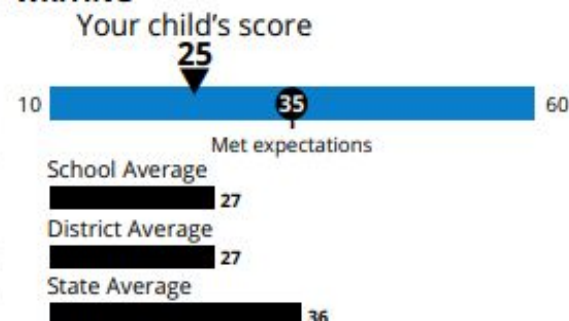 Your child's score
25
10 35 60
Met expectations
School Average
27
District Average
27
State Average
36